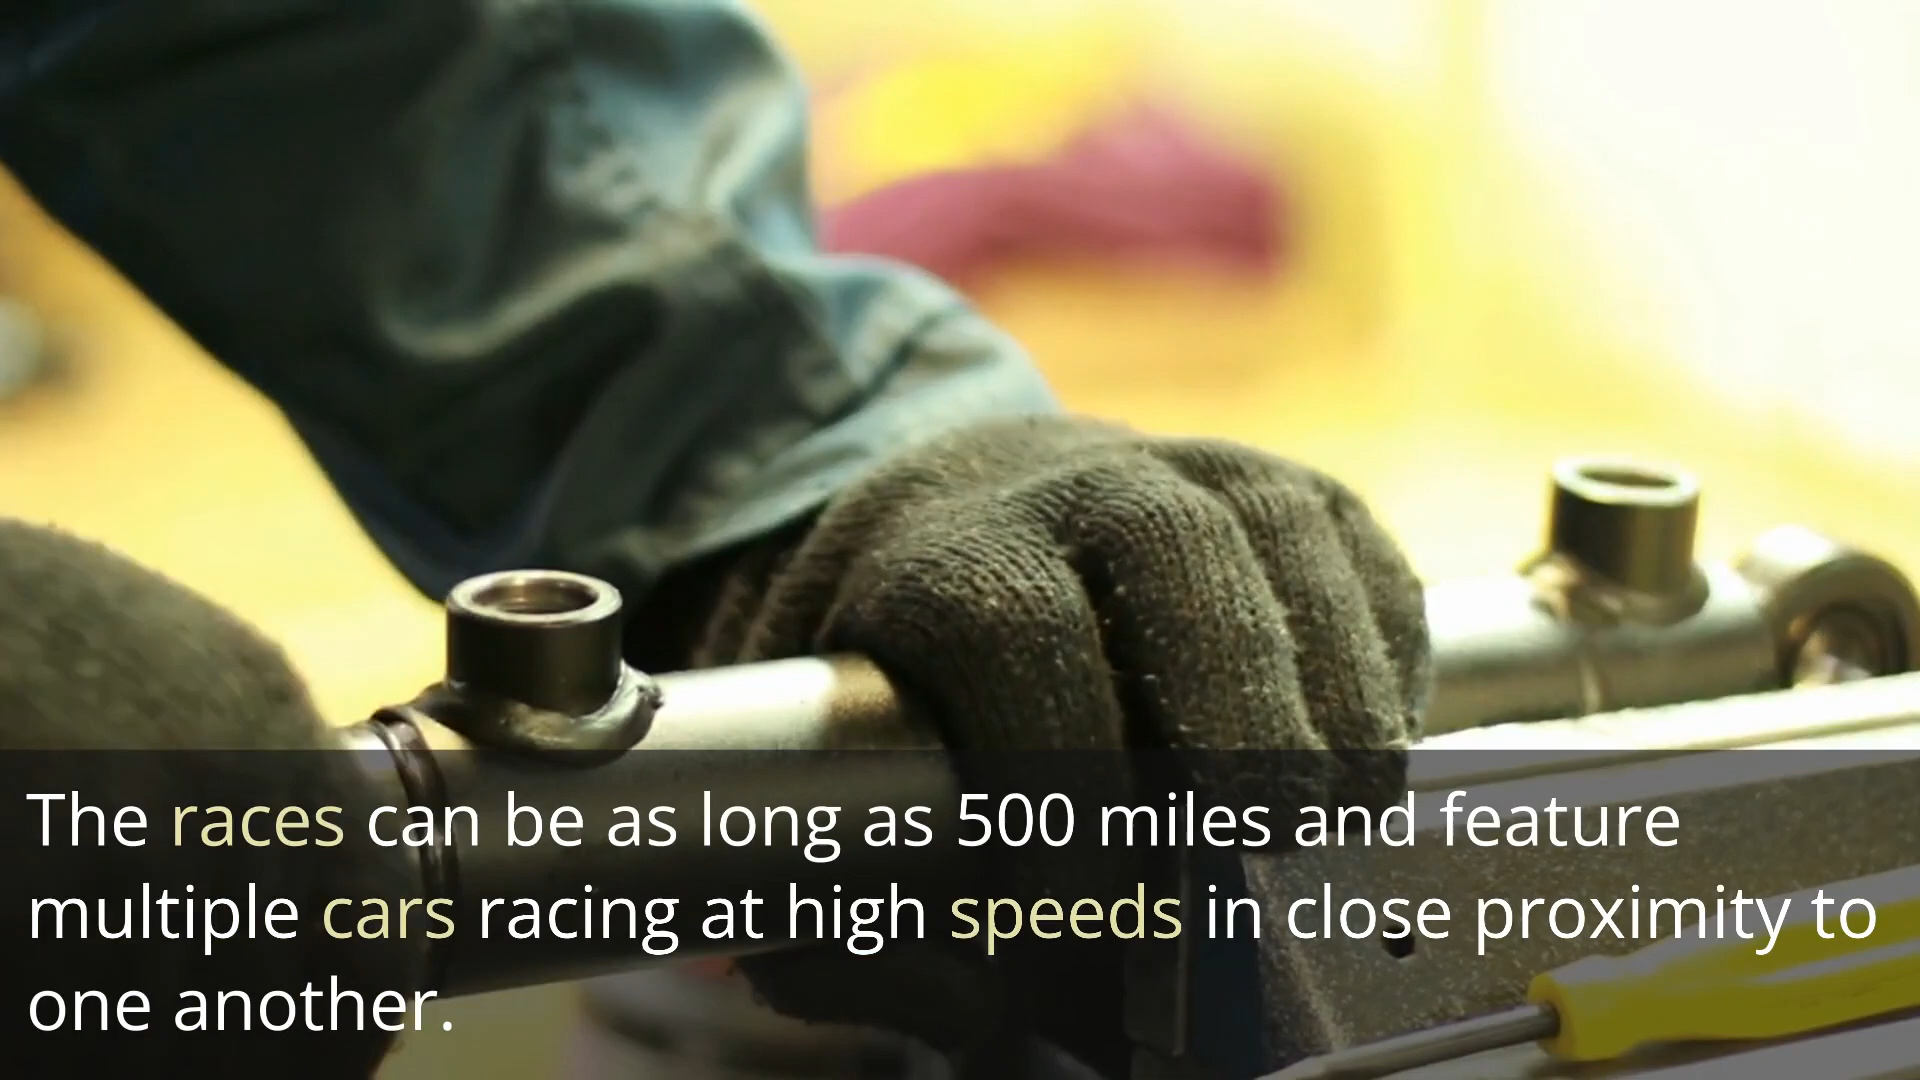 The races can be as long as 500 miles and feature
multiple cars racing at high speeds in close proximity to
one another.